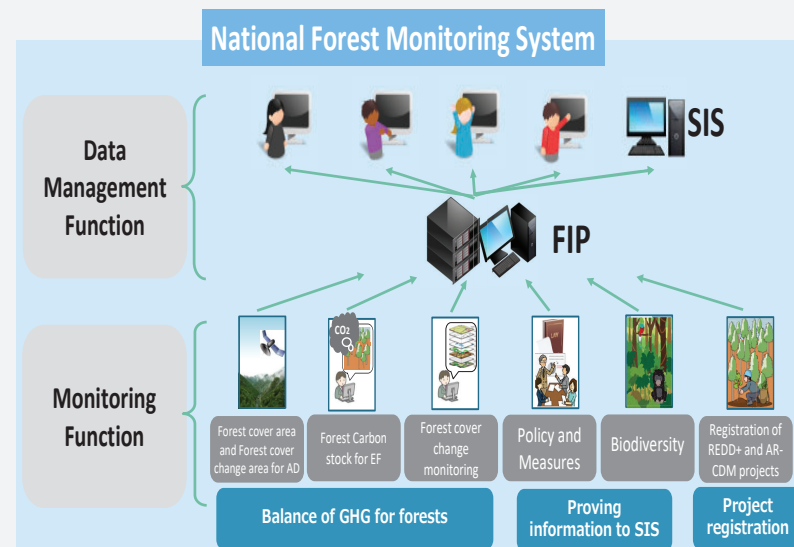 National Forest Monitoring System
Data
Management
Function
SIS
FIP
Monitoring
Function
CO2
LAW
Forest cover area
and Forest cover
change area for AD
Forest Carbon
stock for EF
Forest cover
change
monitoring
Policy and
Measures
Biodiversity
Registration of
REDD+ and AR-
CDM projects
Balance of GHG for forests
Proving
information to SIS
Project
registration